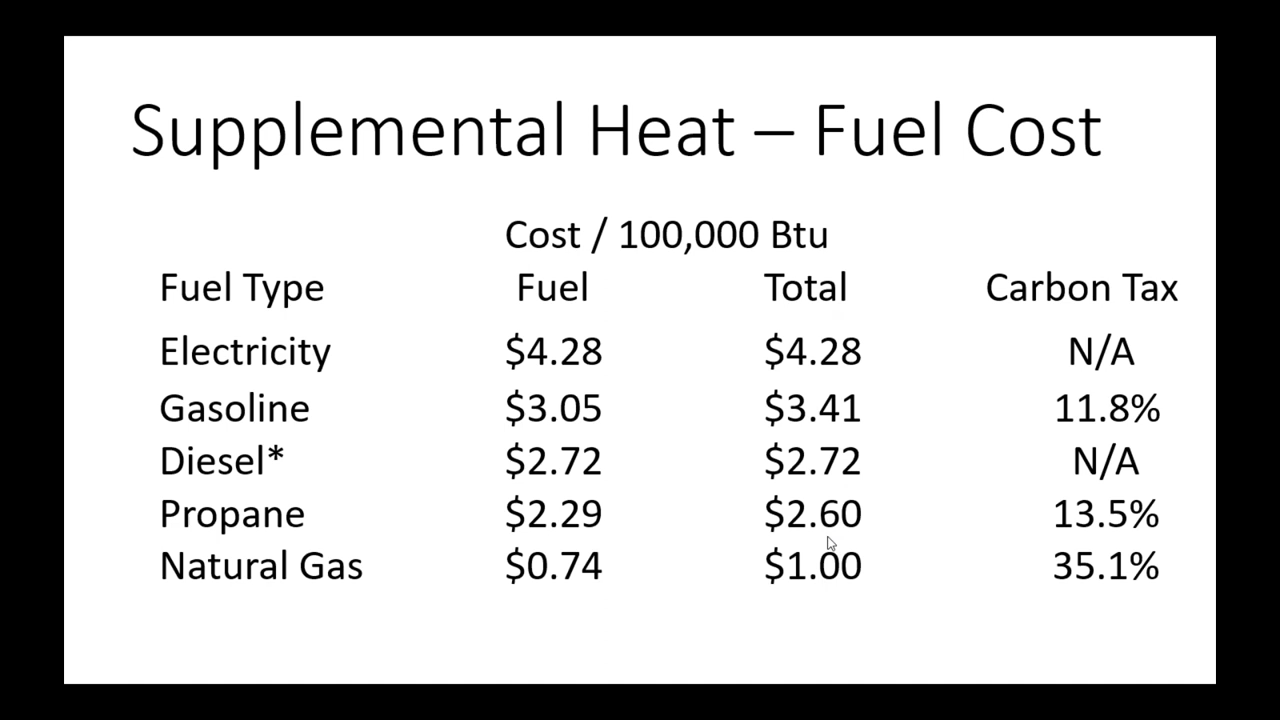 Supplemental Heat – Fuel Cost
Cost / 100,000 Btu
Fuel Type Fuel Total Carbon Tax
Electricity $4.28 $4.28 N/A
Gasoline $3.05 $3.41 11.8%
Diesel* $2.72 $2.72 N/A
Propane $2.29 $2.60 13.5%
Natural Gas $0.74 $1.00 35.1%